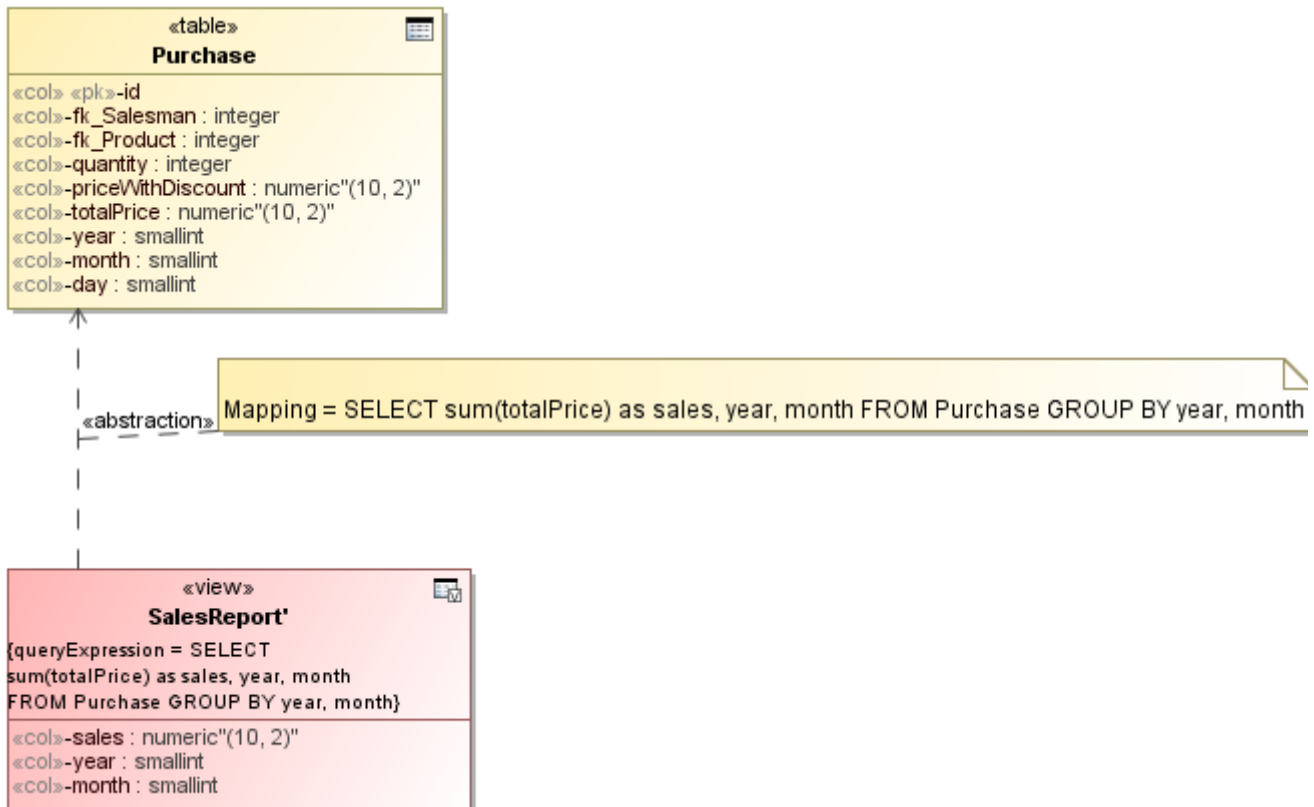 «table»
Purchase
«col» «pk»-id
«col»-fk_Salesman : integer
«col»-fk_Product : integer
«col»-quantity : integer
«col»-priceWithDiscount : numeric"(10, 2)"
«col»-totalPrice : numeric"(10, 2)"
«col»-year : smallint
«col»-month : smallint
«col»-day : smallint
«abstraction»
Mapping = SELECT sum(totalPrice) as sales, year, month FROM Purchase GROUP BY year, month
«view»
SalesReport'
{queryExpression = SELECT
sum(totalPrice) as sales, year, month
FROM Purchase GROUP BY year, month}
«col»-sales : numeric"(10, 2)"
«col»-year : smallint
«col»-month : smallint